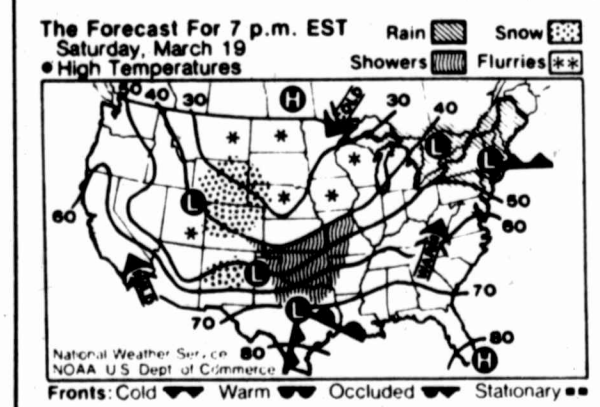 The Forecast For 7 p.m. EST
Saturday, March 19
High Temperatures
Rain
Snow
Showers
Flurries
50
40
30
H
30
40
L
L
L
50
60
60
L
70
L
70
80
80
H
National Weather Service
NOAA U S Dept of Commerce
Fronts: Cold
Warm
Occluded
Stationary